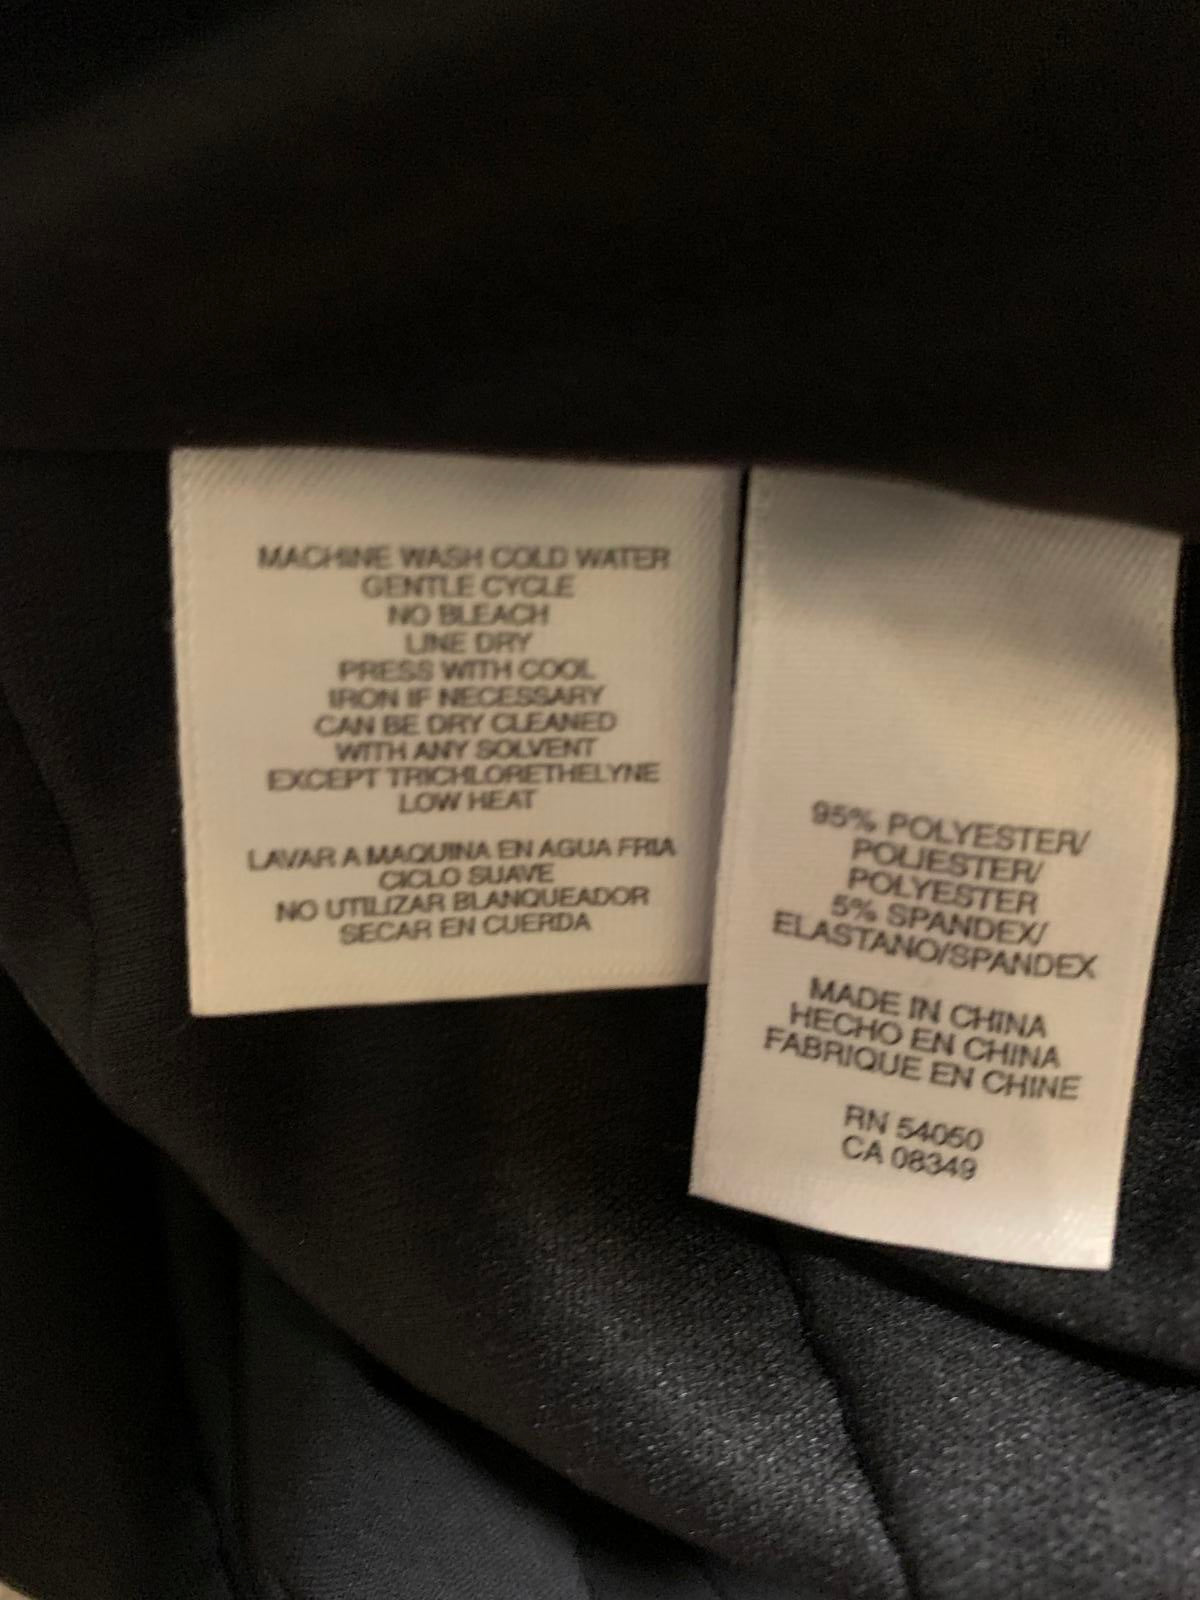 MACHINE WASH COLD WATER
GENTLE CYCLE
NO BLEACH
LINE DRY
PRESS WITH COOL
IRON IF NECESSARY
CAN BE DRY CLEANED
WITH ANY SOLVENT
EXCEPT TRICHLORETHELYNE
LOW HEAT
LAVAR A MAQUINA EN AGUA FRIA
CICLO SUAVE
NO UTILIZAR BLANQUEADOR
SECAR EN CUERDA
95% POLYESTER/
POLIESTER/
POLYESTER
5% SPANDEX/
ELASTANO/SPANDEX
MADE IN CHINA
HECHO EN CHINA
FABRIQUE EN CHINE
RN 54050
CA 08349